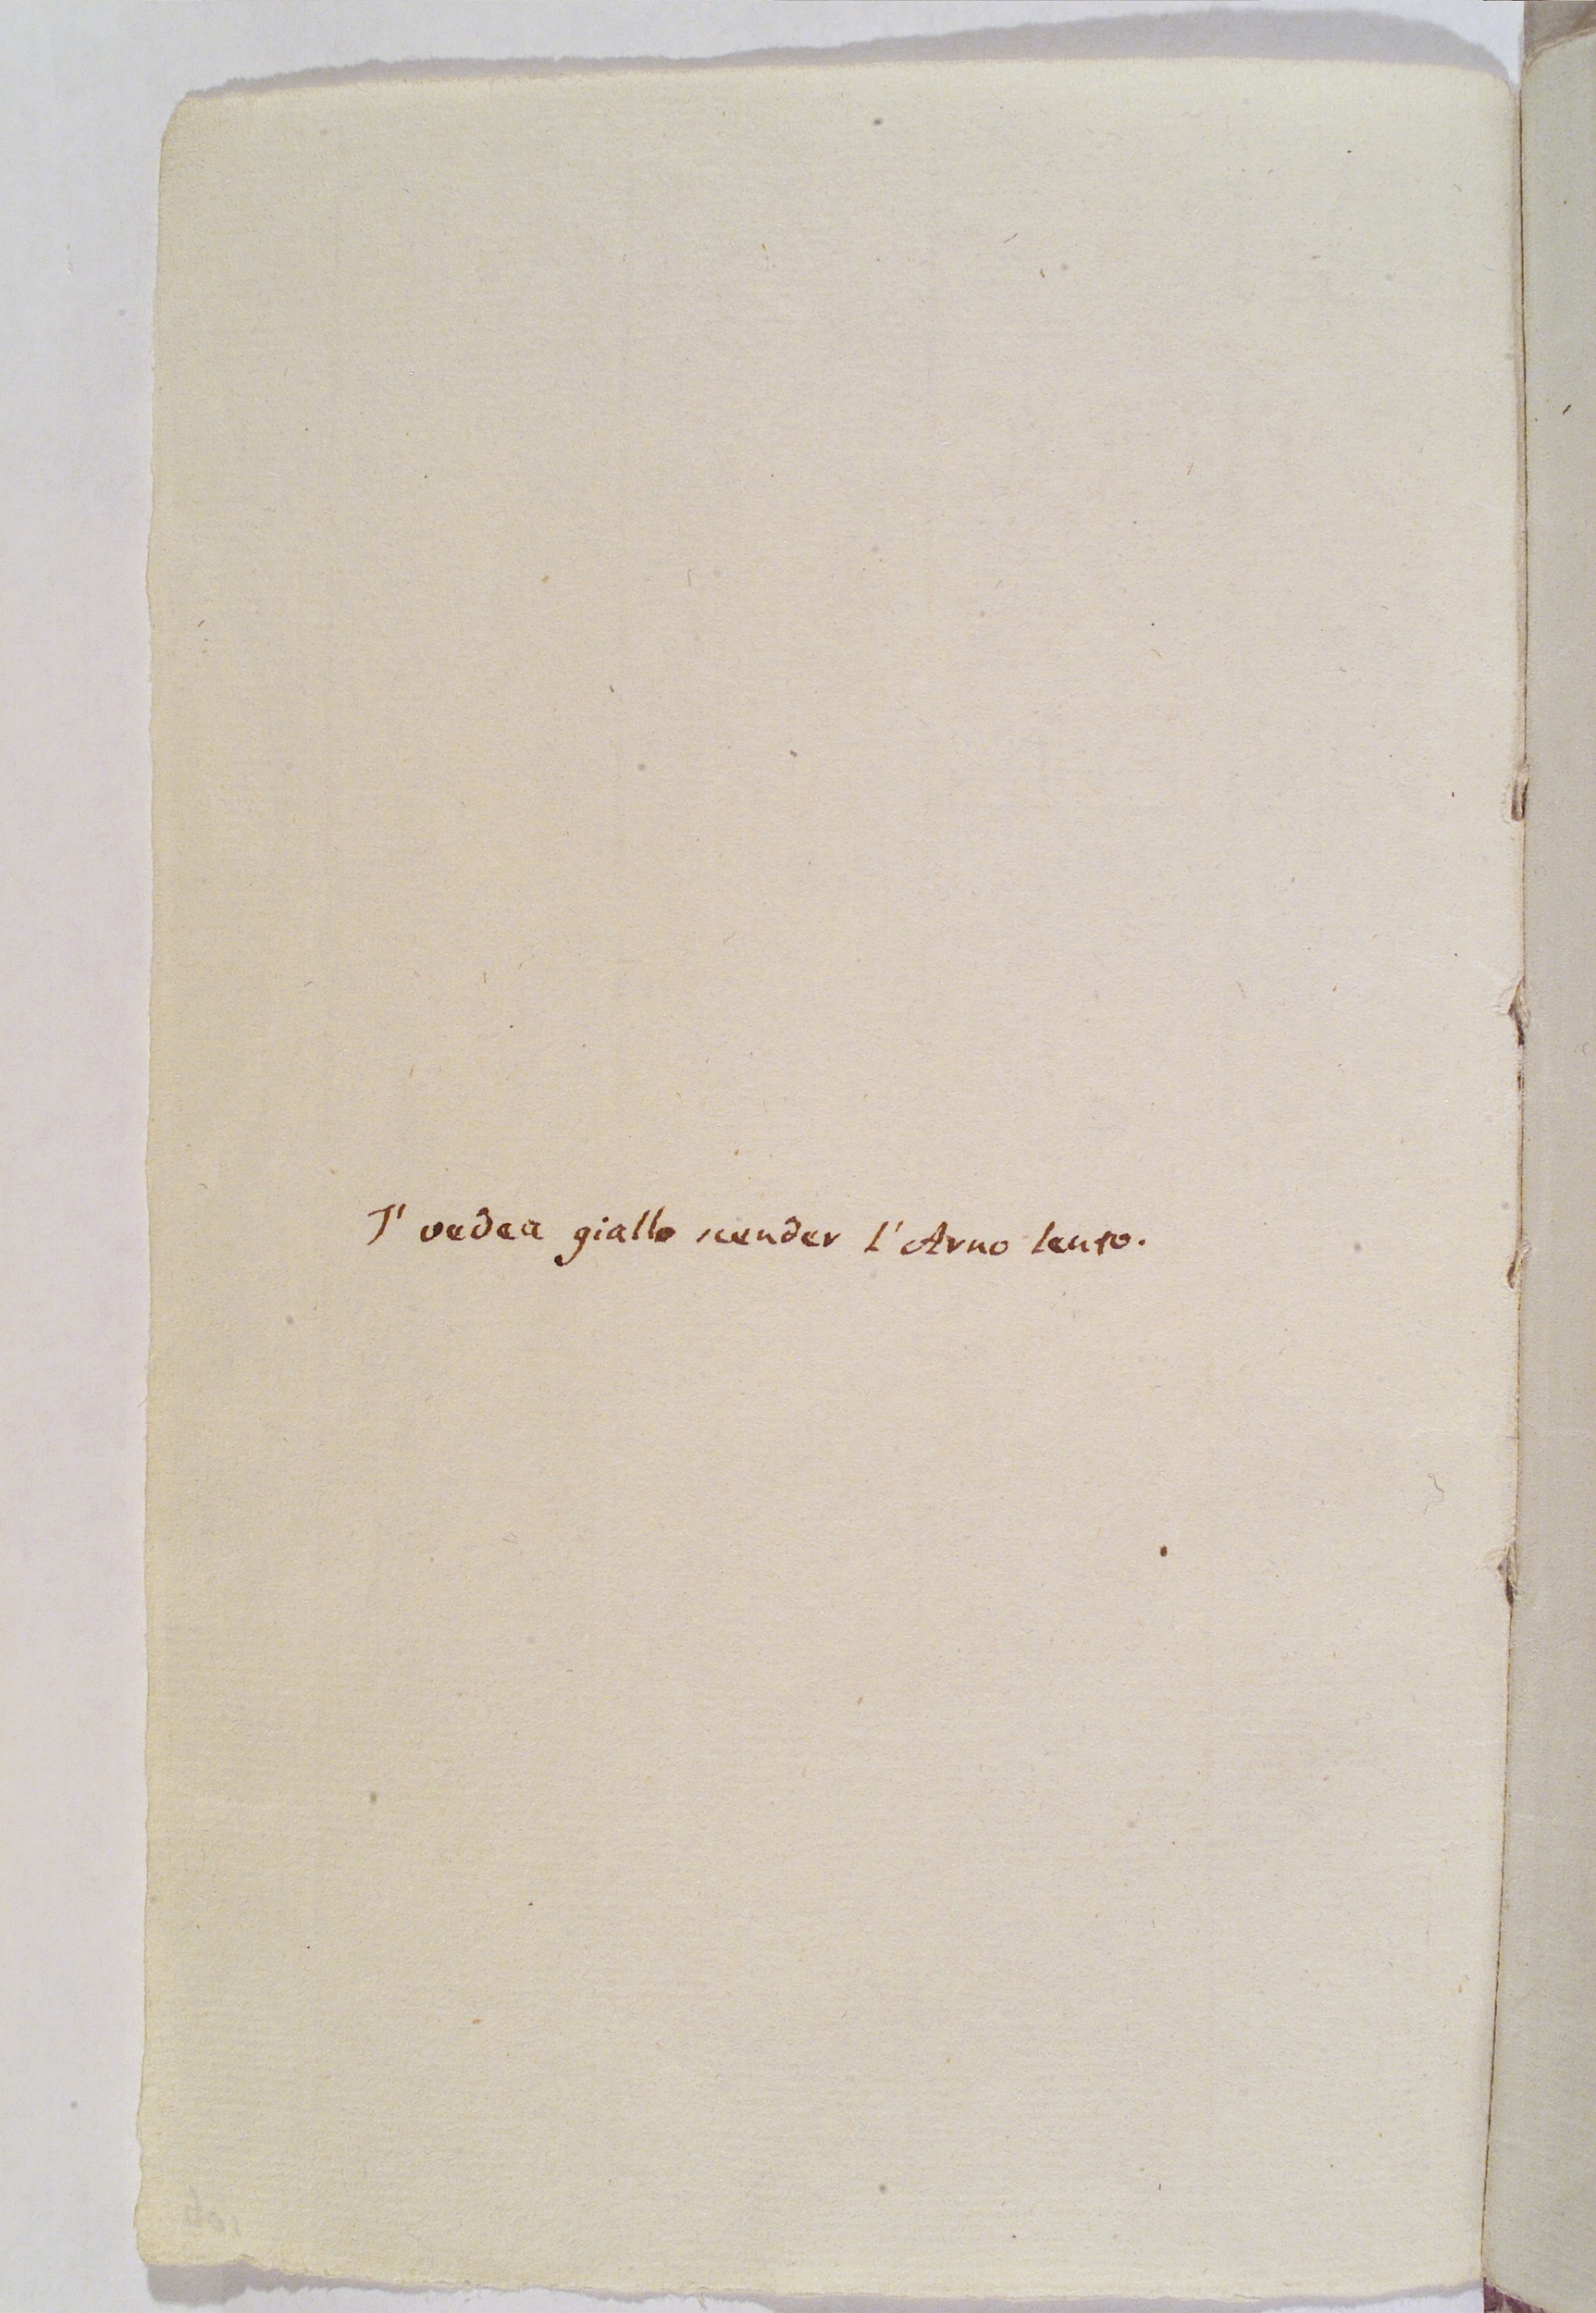 I' vedea giallo scender l'Arno lento.